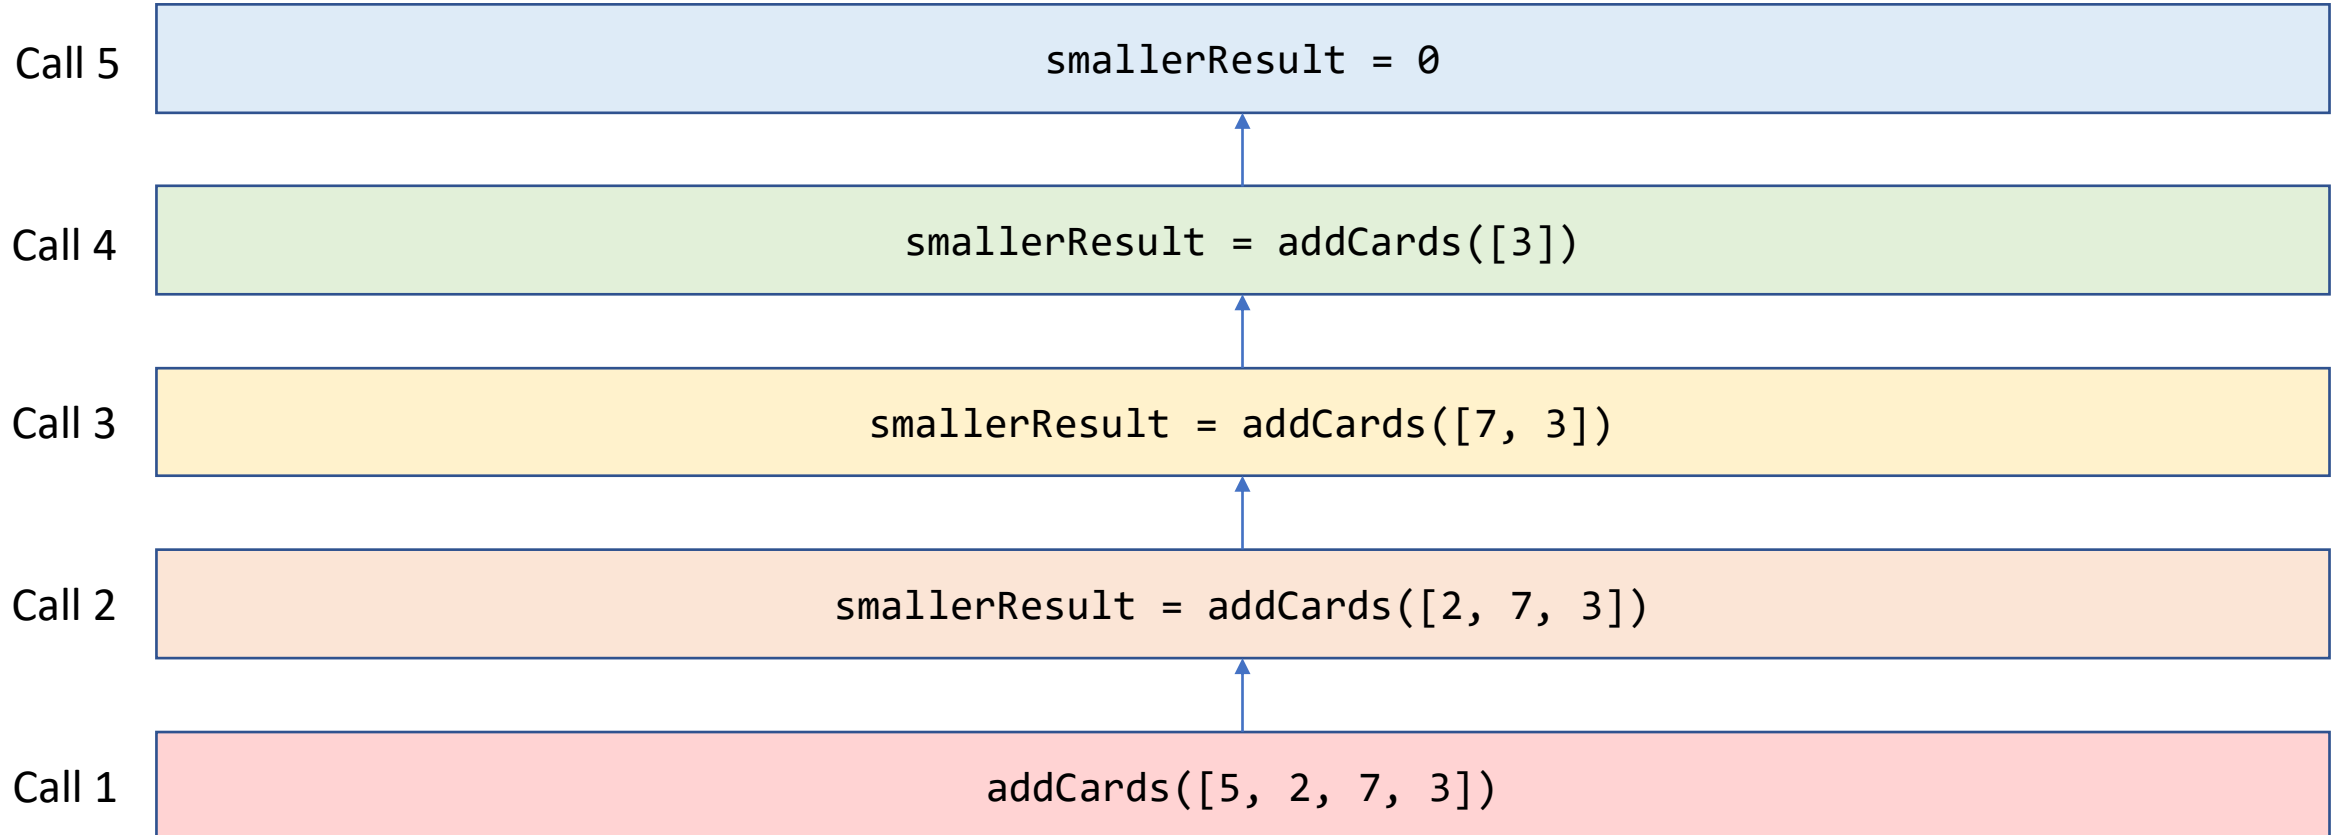 Call 5 smallerResult = 0
Call 4 smallerResult = addCards([3])
Call 3 smallerResult = addCards([7, 3])
Call 2 smallerResult = addCards([2, 7, 3])
Call 1 addCards([5, 2, 7, 3])